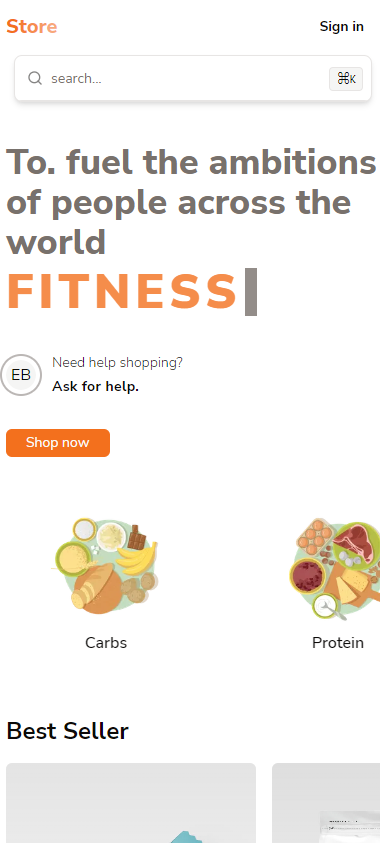 Store
Sign in
search...
⌘K
To. fuel the ambitions
of people across the
world
FITNESS
EB
Need help shopping?
Ask for help.
Shop now
Carbs
Protein
Best Seller